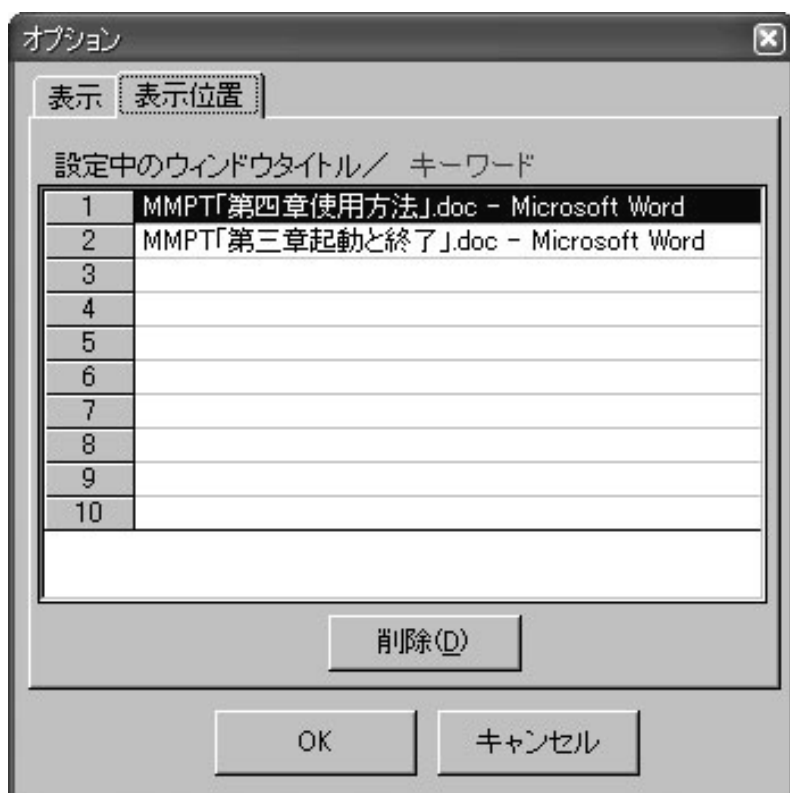 オプション
表示 表示位置
設定中のウィンドウタイトル／ キーワード
1 MMPT｢第四章使用方法｣.doc - Microsoft Word
2 MMPT｢第三章起動と終了｣.doc - Microsoft Word
3
4
5
6
7
8
9
10
削除(D)
OK キャンセル